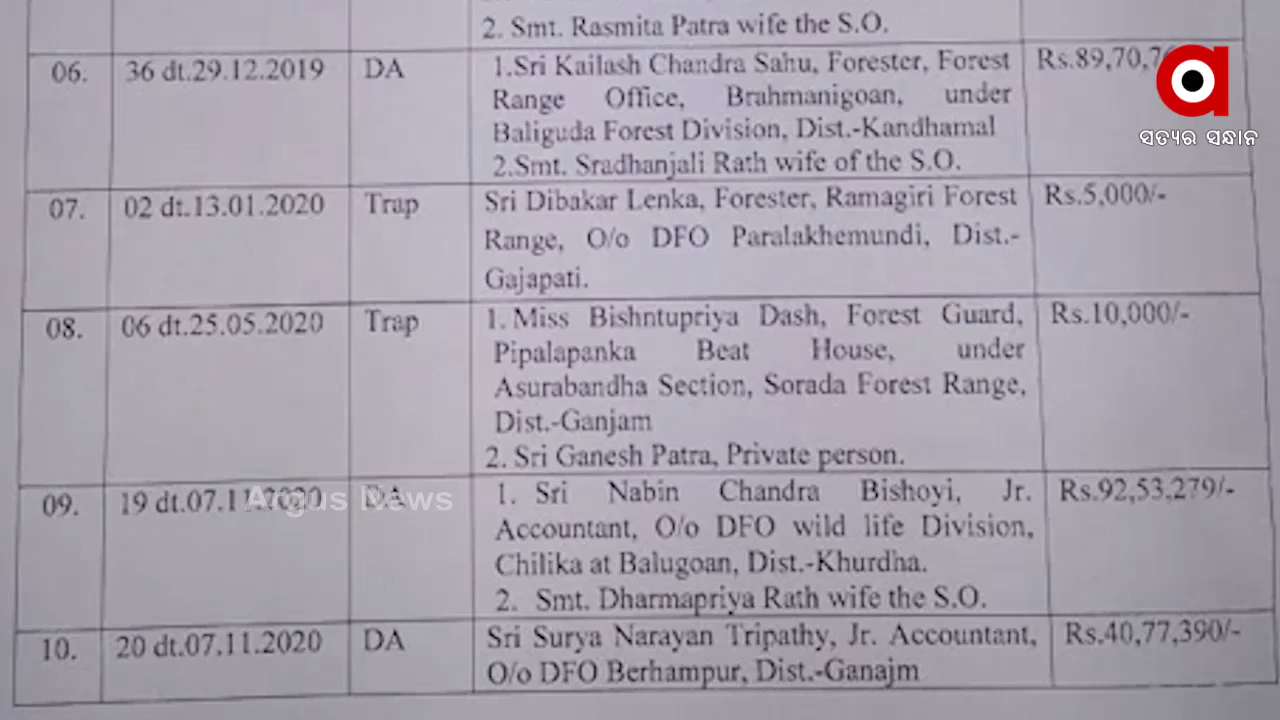 2. Smt. Rasmita Patra wife the S.O.
06. 36 dt.29.12.2019 DA 1.Sri Kailash Chandra Sahu, Forester, Forest
Range Office, Brahmanigoan, under
Baliguda Forest Division, Dist.-Kandhamal
2.Smt. Sradhanjali Rath wife of the S.O.
ସତ୍ୟର ସନ୍ଧାନ
07. 02 dt.13.01.2020 Trap Sri Dibakar Lenka, Forester, Ramagiri Forest Rs.5,000/-
Range, O/o DFO Paralakhemundi, Dist.-
Gajapati.
08. 06 dt.25.05.2020 Trap 1. Miss Bishntupriya Dash, Forest Guard, Rs.10,000/-
Pipalapanka Beat House, under
Asurabandha Section, Sorada Forest Range,
Dist.-Ganjam
2. Sri Ganesh Patra, Private person.
09. 19 dt.07.11.2020 DA 1. Sri Nabin Chandra Bishoyi, Jr. Rs.92,53,279/-
Argus News
Accountant, O/o DFO wild life Division,
Chilika at Balugoan, Dist.-Khurdha.
2. Smt. Dharmapriya Rath wife the S.O.
10. 20 dt.07.11.2020 DA Sri Surya Narayan Tripathy, Jr. Accountant, Rs.40,77,390/-
O/o DFO Berhampur, Dist.-Ganajm